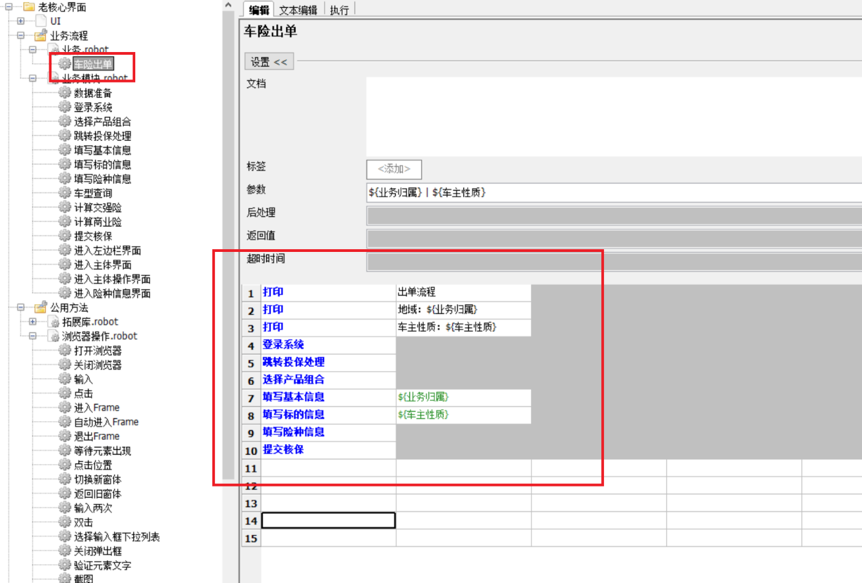 老核心界面
UI
业务流程
业务.robot
车险出单
业务模块.robot
数据准备
登录系统
选择产品组合
跳转投保处理
填写基本信息
填写标的信息
填写险种信息
车型查询
计算交强险
计算商业险
提交核保
进入左边栏界面
进入主体界面
进入主体操作界面
进入险种信息界面
公用方法
拓展库.robot
浏览器操作.robot
打开浏览器
关闭浏览器
输入
点击
进入Frame
自动进入Frame
退出Frame
等待元素出现
点击位置
切换新窗体
返回旧窗体
输入两次
双击
选择输入框下拉列表
关闭弹出框
验证元素文字
截图
编辑 文本编辑 执行
车险出单
设置 <<
文档
标签 <添加>
参数 ${业务归属} | ${车主性质}
后处理
返回值
超时时间
1 打印 出单流程
2 打印 地域: ${业务归属}
3 打印 车主性质: ${车主性质}
4 登录系统
5 跳转投保处理
6 选择产品组合
7 填写基本信息 ${业务归属}
8 填写标的信息 ${车主性质}
9 填写险种信息
10 提交核保
11
12
13
14
15